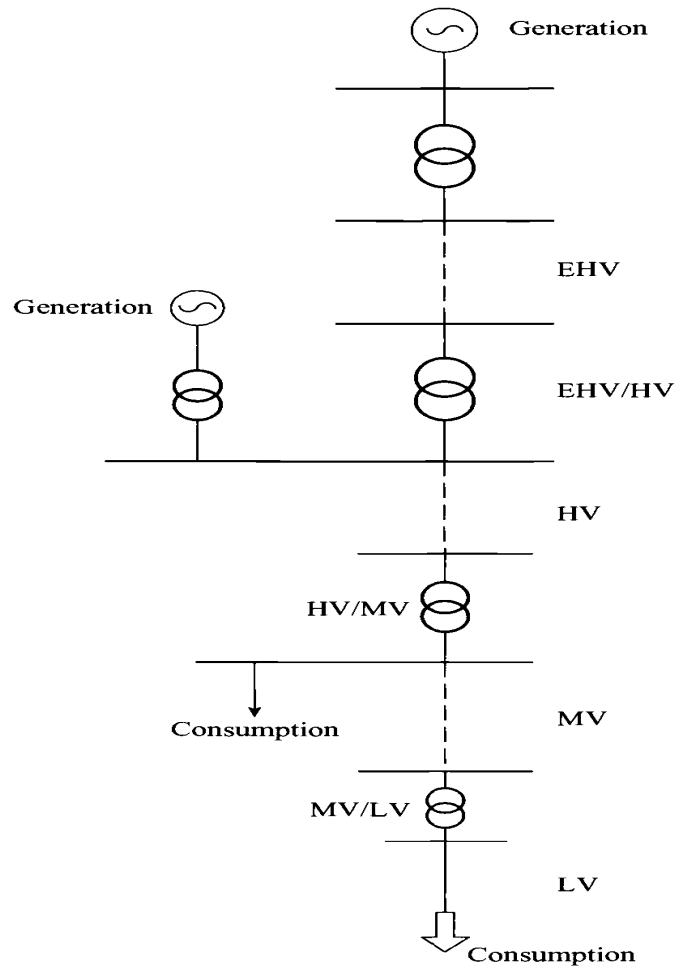 Generation
EHV
Generation
EHV/HV
HV
HV/MV
Consumption
MV
MV/LV
LV
Consumption